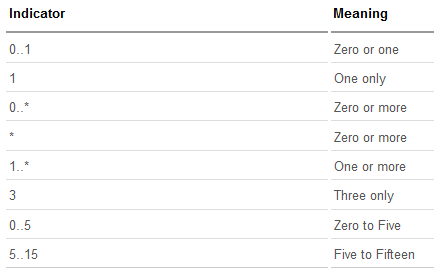 Indicator Meaning
0..1 Zero or one
1 One only
0..* Zero or more
* Zero or more
1..* One or more
3 Three only
0..5 Zero to Five
5..15 Five to Fifteen